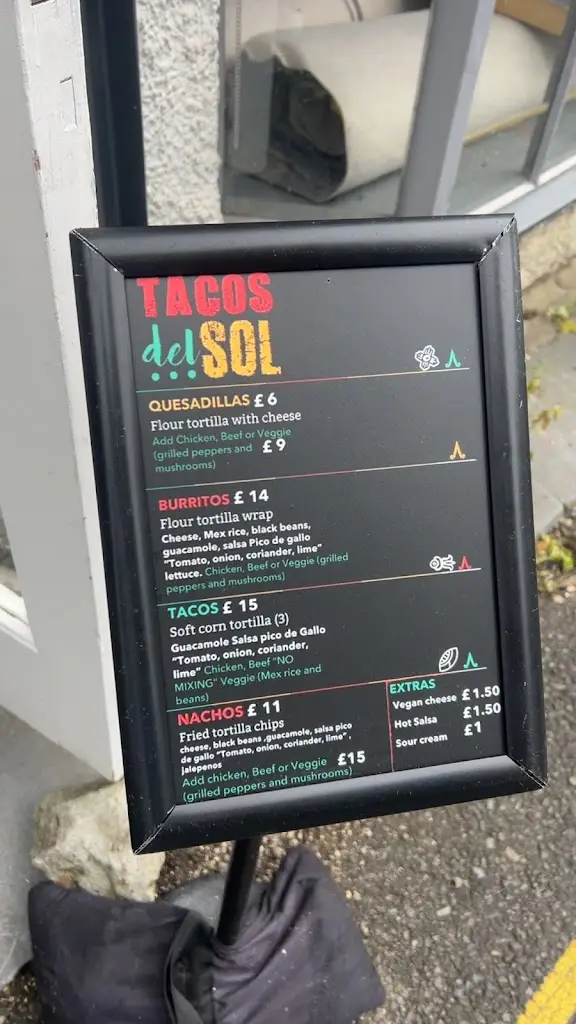 TACOS
del SOL
QUESADILLAS £ 6
Flour tortilla with cheese
Add Chicken, Beef or Veggie
(grilled peppers and £ 9
mushrooms)
BURRITOS £ 14
Flour tortilla wrap
Cheese, Mex rice, black beans,
guacamole, salsa Pico de gallo
"Tomato, onion, coriander, lime"
lettuce. Chicken, Beef or Veggie (grilled
peppers and mushrooms)
TACOS £ 15
Soft corn tortilla (3)
Guacamole Salsa pico de Gallo
"Tomato, onion, coriander,
lime" Chicken, Beef "NO
MIXING" Veggie (Mex rice and
beans)
NACHOS £ 11
Fried tortilla chips
cheese, black beans ,guacamole, salsa pico
de gallo "Tomato, onion, coriander, lime" ,
jalepenos
Add chicken, Beef or Veggie £15
(grilled peppers and mushrooms)
EXTRAS
Vegan cheese £ 1.50
Hot Salsa £ 1.50
Sour cream £1